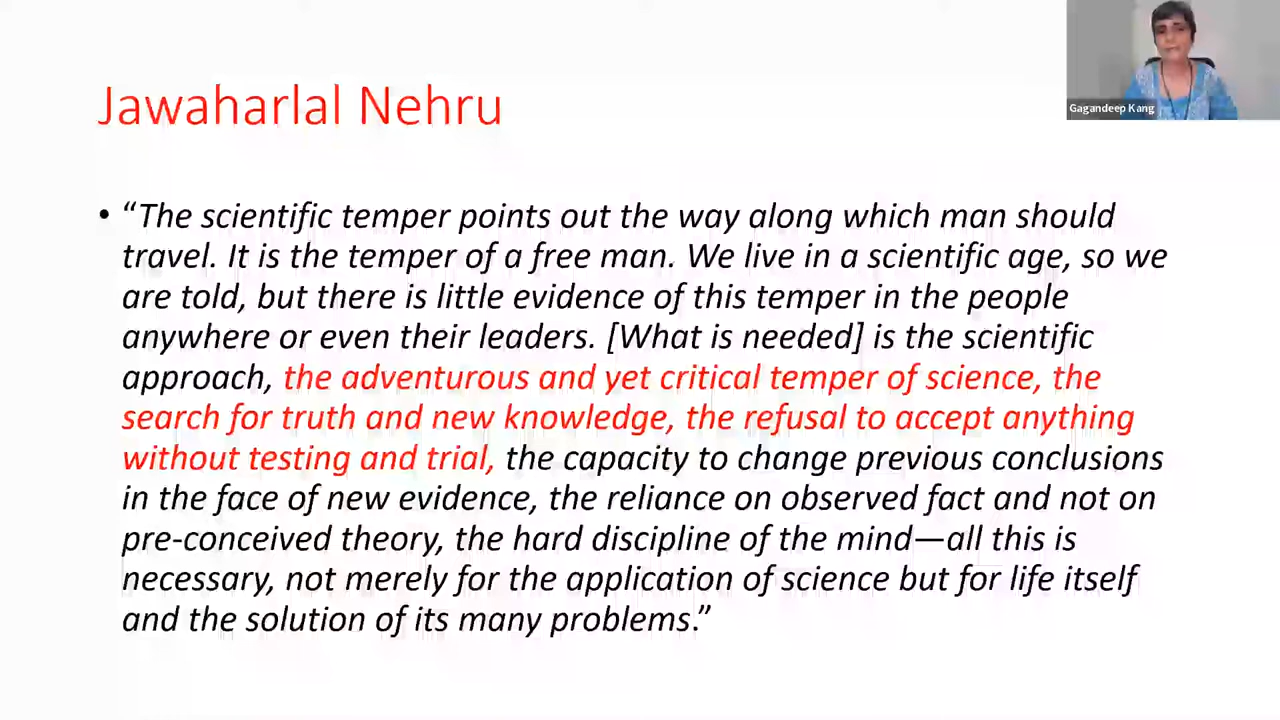 Jawaharlal Nehru
Gagandeep Kang
• “The scientific temper points out the way along which man should
travel. It is the temper of a free man. We live in a scientific age, so we
are told, but there is little evidence of this temper in the people
anywhere or even their leaders. [What is needed] is the scientific
approach, the adventurous and yet critical temper of science, the
search for truth and new knowledge, the refusal to accept anything
without testing and trial, the capacity to change previous conclusions
in the face of new evidence, the reliance on observed fact and not on
pre-conceived theory, the hard discipline of the mind—all this is
necessary, not merely for the application of science but for life itself
and the solution of its many problems.”